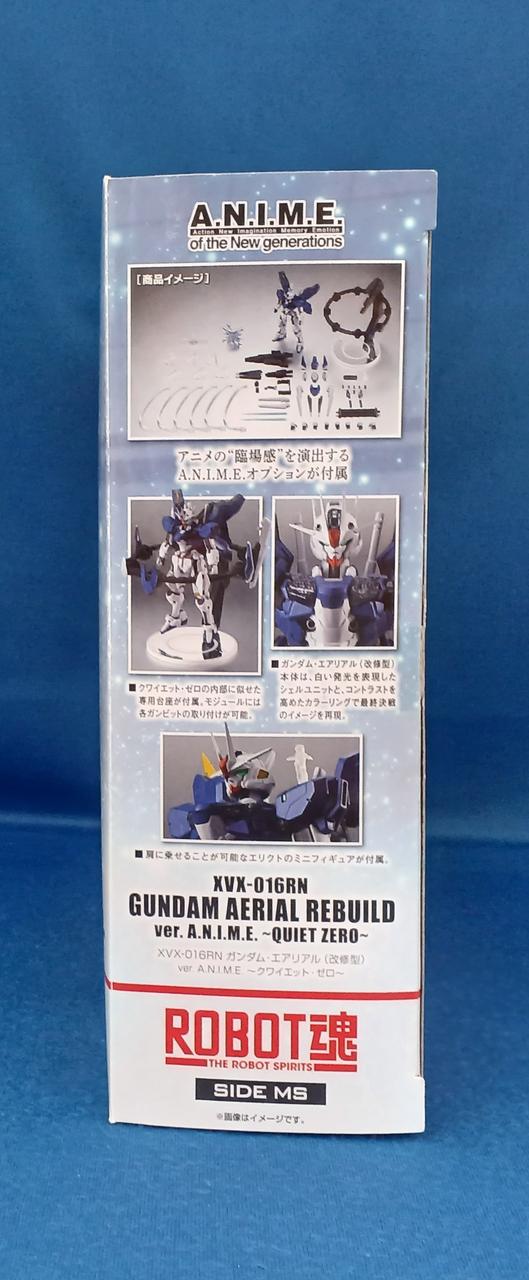 A.N.I.M.E.
Action New Imagination Memory Emotion
of the New generations
[商品イメージ]
アニメの“臨場感”を演出する
A.N.I.M.E.オプションが付属
■クワイエット・ゼロの内部に似せた
専用台座が付属。モジュールには
各ガンビットの取り付けが可能。
■ガンダム・エアリアル(改修型)
本体は、白い発光を表現した
シェルユニットと、コントラストを
高めたカラーリングで最終決戦
のイメージを再現。
■肩に乗せることが可能なエリクトのミニフィギュアが付属。
XVX-016RN
GUNDAM AERIAL REBUILD
ver. A.N.I.M.E. ~QUIET ZERO~
XVX-016RN ガンダム・エアリアル(改修型)
ver. A.N.I.M.E. ～クワイエット・ゼロ～
ROBOT魂
THE ROBOT SPIRITS
SIDE MS
※画像はイメージです。